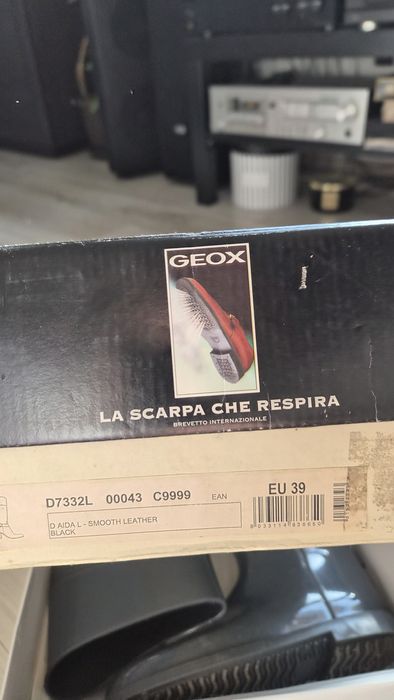 GEOX
LA SCARPA CHE RESPIRA
BREVETTO INTERNAZIONALE
D7332L 00043 C9999 EAN EU 39
D AIDA L - SMOOTH LEATHER
BLACK